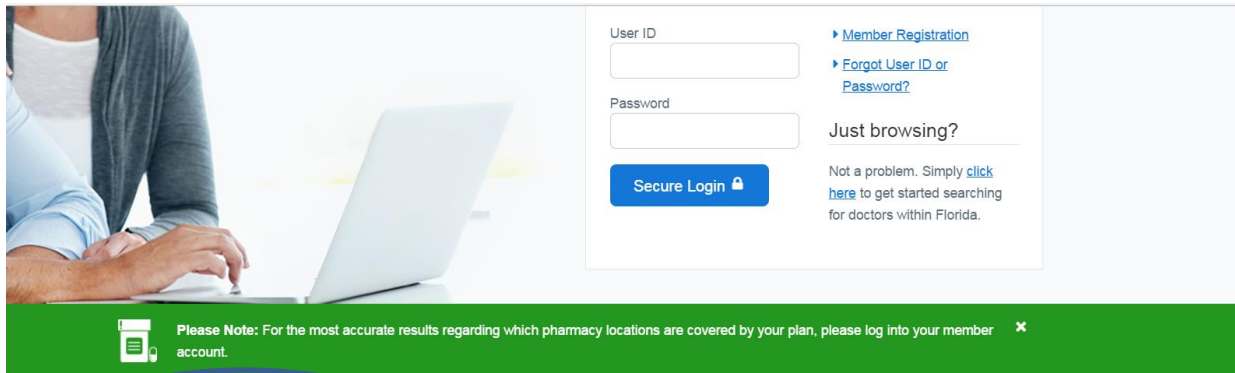 User ID
Password
Secure Login
Member Registration
Forgot User ID or
Password?
Just browsing?
Not a problem. Simply click
here to get started searching
for doctors within Florida.
Please Note: For the most accurate results regarding which pharmacy locations are covered by your plan, please log into your member
account.